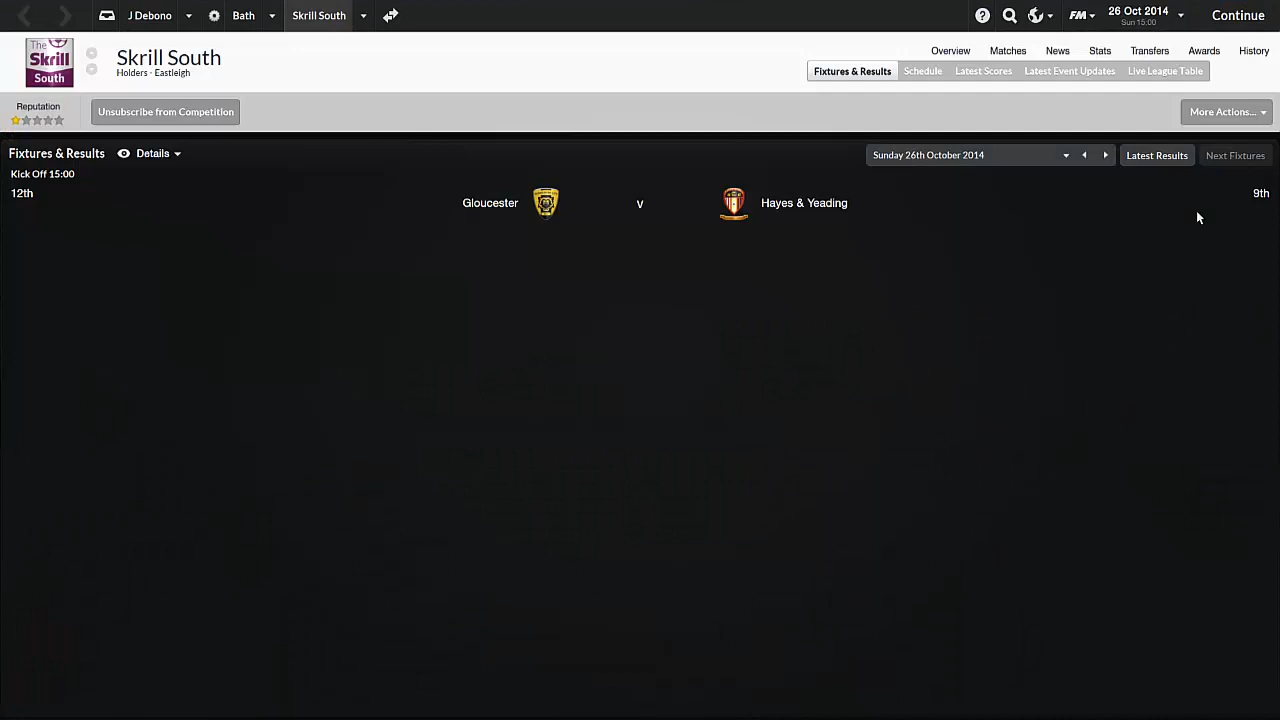 J Debono Bath Skrill South FM 26 Oct 2014 Continue
Sun 15:00
The Skrill South
Skrill South
Holders - Eastleigh
Overview Matches News Stats Transfers Awards History
Fixtures & Results Schedule Latest Scores Latest Event Updates Live League Table
Reputation
Unsubscribe from Competition More Actions...
Fixtures & Results Details Sunday 26th October 2014 Latest Results Next Fixtures
Kick Off 15:00
12th Gloucester v Hayes & Yeading 9th